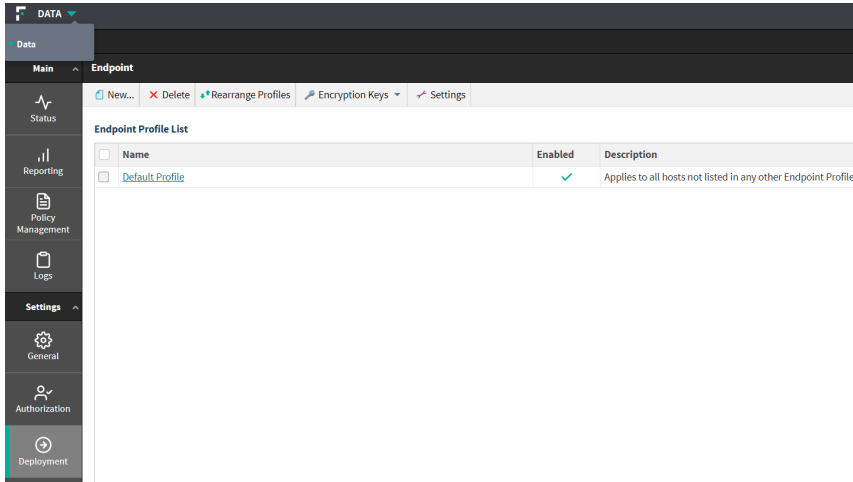 DATA
Data
Main
Endpoint
New... Delete Rearrange Profiles Encryption Keys Settings
Status
Endpoint Profile List
Name Enabled Description
Default Profile Applies to all hosts not listed in any other Endpoint Profile
Reporting
Policy
Management
Logs
Settings
General
Authorization
Deployment